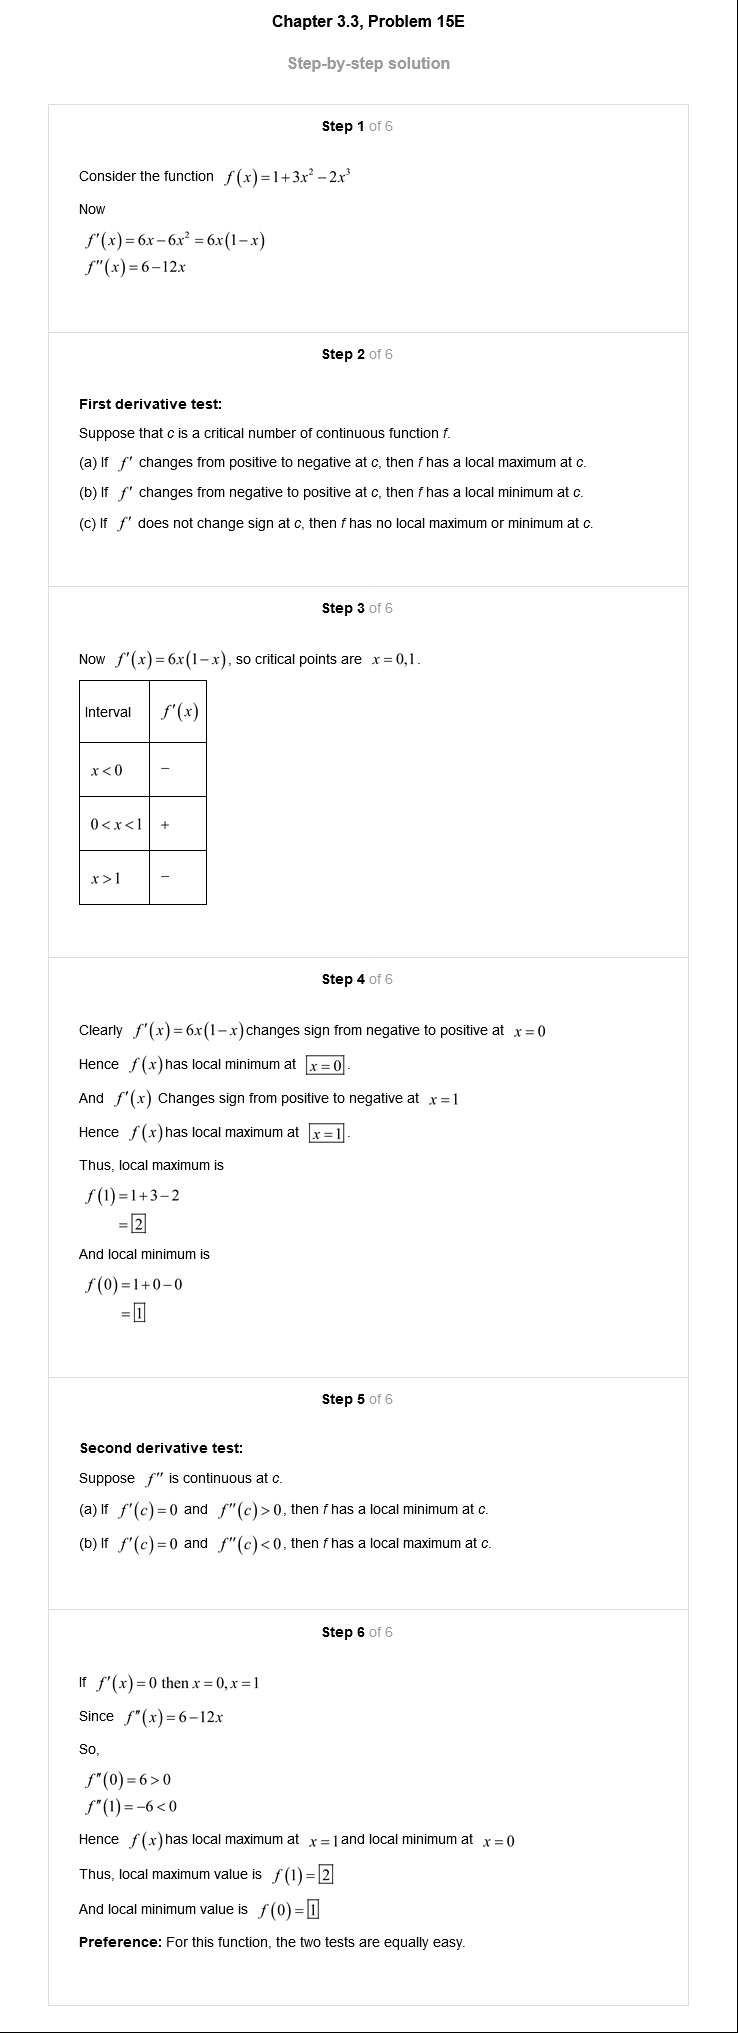 Chapter 3.3, Problem 15E
Step-by-step solution
Step 1 of 6
Consider the function f(x)=1+3x²−2x³
Now
f′(x)=6x−6x²=6x(1−x)
f″(x)=6−12x
Step 2 of 6
First derivative test:
Suppose that c is a critical number of continuous function f.
(a) If f′ changes from positive to negative at c, then f has a local maximum at c.
(b) If f′ changes from negative to positive at c, then f has a local minimum at c.
(c) If f′ does not change sign at c, then f has no local maximum or minimum at c.
Step 3 of 6
Now f′(x)=6x(1−x), so critical points are x=0,1.
Interval f′(x)
x<0 −
0<x<1 +
x>1 −
Step 4 of 6
Clearly f′(x)=6x(1−x) changes sign from negative to positive at x=0
Hence f(x) has local minimum at x=0.
And f′(x) Changes sign from positive to negative at x=1
Hence f(x) has local maximum at x=1.
Thus, local maximum is
f(1)=1+3−2
=2
And local minimum is
f(0)=1+0−0
=1
Step 5 of 6
Second derivative test:
Suppose f″ is continuous at c.
(a) If f′(c)=0 and f″(c)>0, then f has a local minimum at c.
(b) If f′(c)=0 and f″(c)<0, then f has a local maximum at c.
Step 6 of 6
If f′(x)=0 then x=0, x=1
Since f″(x)=6−12x
So,
f″(0)=6>0
f″(1)=−6<0
Hence f(x) has local maximum at x=1 and local minimum at x=0
Thus, local maximum value is f(1)=2
And local minimum value is f(0)=1
Preference: For this function, the two tests are equally easy.